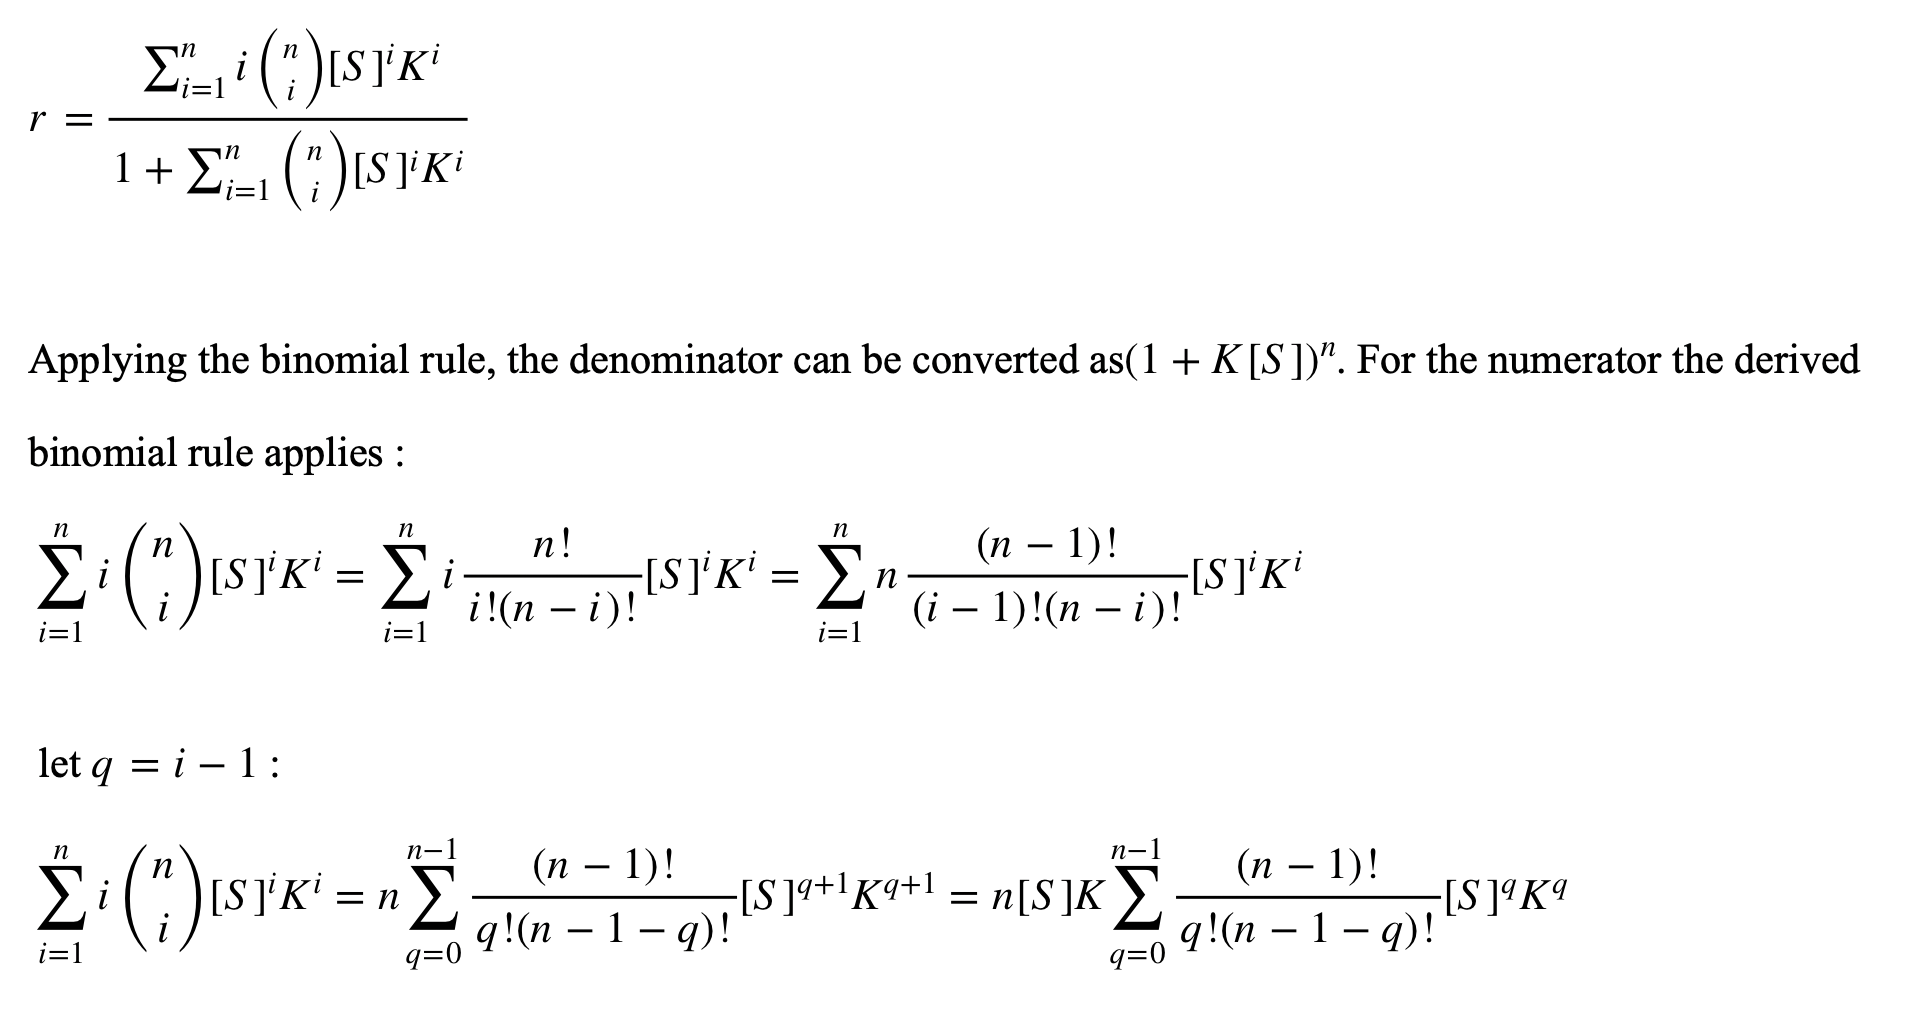 r = \frac{\sum_{i=1}^{n} i \binom{n}{i} [S]^i K^i}{1 + \sum_{i=1}^{n} \binom{n}{i} [S]^i K^i}
Applying the binomial rule, the denominator can be converted as(1 + K[S])^n. For the numerator the derived
binomial rule applies :
\sum_{i=1}^{n} i \binom{n}{i} [S]^i K^i = \sum_{i=1}^{n} i \frac{n!}{i!(n - i)!} [S]^i K^i = \sum_{i=1}^{n} n \frac{(n - 1)!}{(i - 1)!(n - i)!} [S]^i K^i
let q = i - 1 :
\sum_{i=1}^{n} i \binom{n}{i} [S]^i K^i = n \sum_{q=0}^{n-1} \frac{(n - 1)!}{q!(n - 1 - q)!} [S]^{q+1} K^{q+1} = n[S]K \sum_{q=0}^{n-1} \frac{(n - 1)!}{q!(n - 1 - q)!} [S]^q K^q